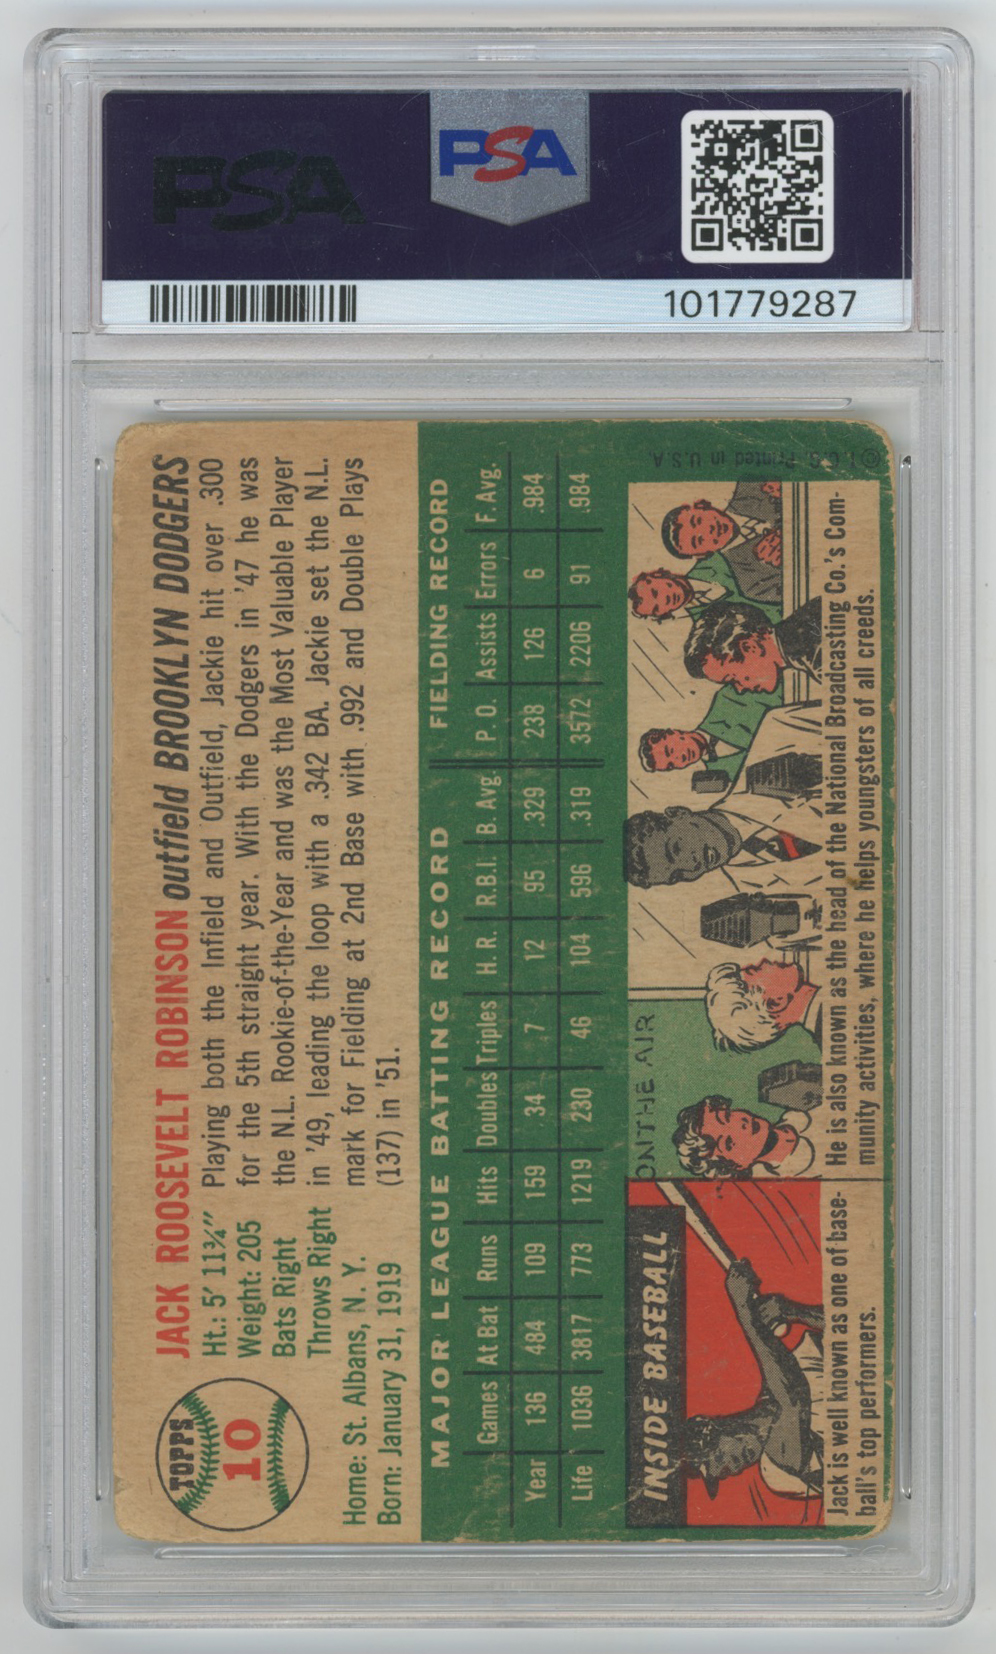 PSA
PSA
101779287
TOPPS
10
JACK ROOSEVELT ROBINSON outfield BROOKLYN DODGERS
Ht.: 5' 11¾"
Weight: 205
Bats Right
Throws Right
Home: St. Albans, N. Y.
Born: January 31, 1919
Playing both the Infield and Outfield, Jackie hit over .300
for the 5th straight year. With the Dodgers in '47 he was
the N.L. Rookie-of-the-Year and was the Most Valuable Player
in '49, leading the loop with a .342 BA. Jackie set the N.L.
mark for Fielding at 2nd Base with .992 and Double Plays
(137) in '51.
MAJOR LEAGUE BATTING RECORD FIELDING RECORD
Games At Bat Runs Hits Doubles Triples H. R. R.B.I. B. Avg. P. O. Assists Errors F. Avg.
Year 136 484 109 159 34 7 12 95 .329 238 126 6 .984
Life 1036 3817 773 1219 230 46 104 596 .319 3572 2206 91 .984
INSIDE BASEBALL
ON THE AIR
Jack is well known as one of base-
ball's top performers.
He is also known as the head of the National Broadcasting Co.'s Com-
munity activities, where he helps youngsters of all creeds.
© T.C.G. Printed in U.S.A.